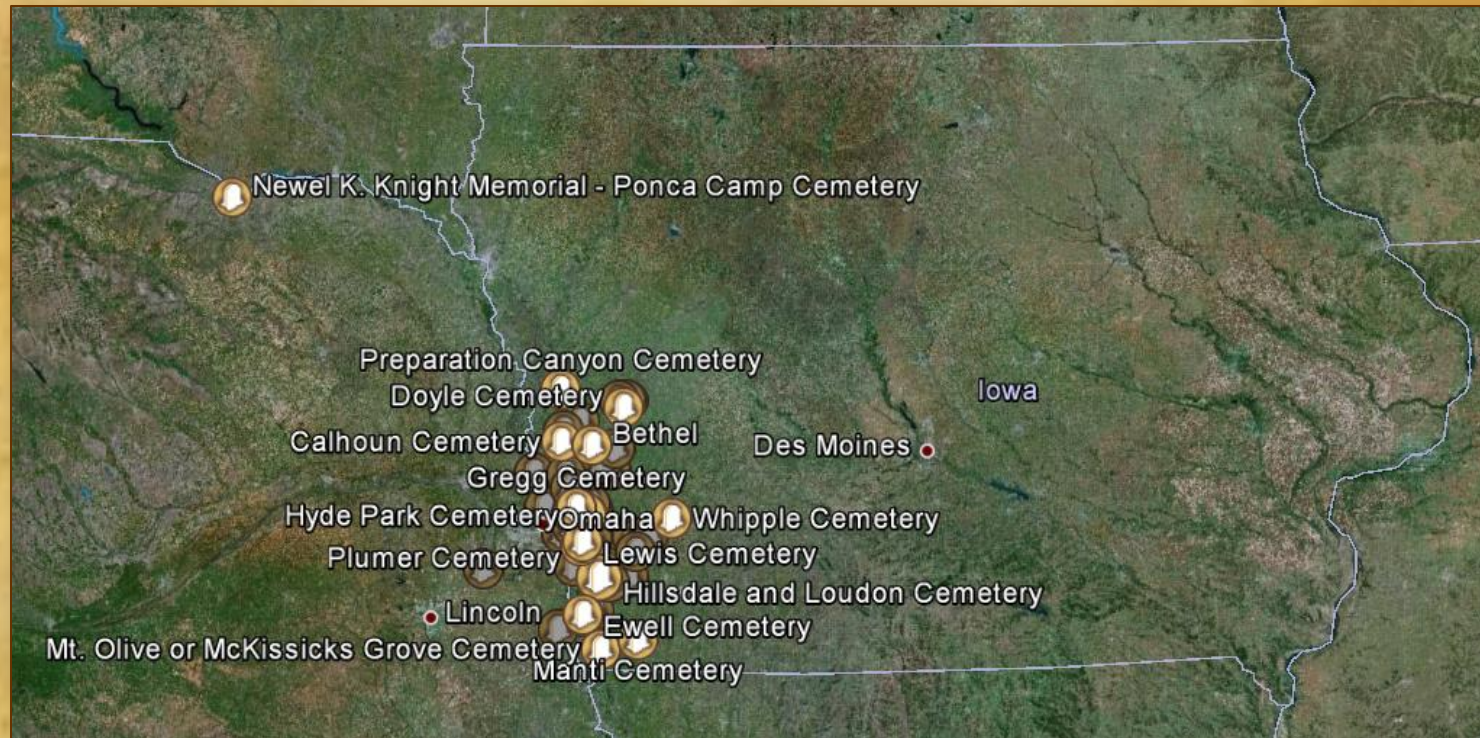 Newel K. Knight Memorial - Ponca Camp Cemetery
Preparation Canyon Cemetery
Doyle Cemetery
Iowa
Calhoun Cemetery
Bethel
Des Moines
Gregg Cemetery
Hyde Park Cemetery
Omaha
Whipple Cemetery
Plumer Cemetery
Lewis Cemetery
Hillsdale and Loudon Cemetery
Lincoln
Ewell Cemetery
Mt. Olive or McKissicks Grove Cemetery
Manti Cemetery